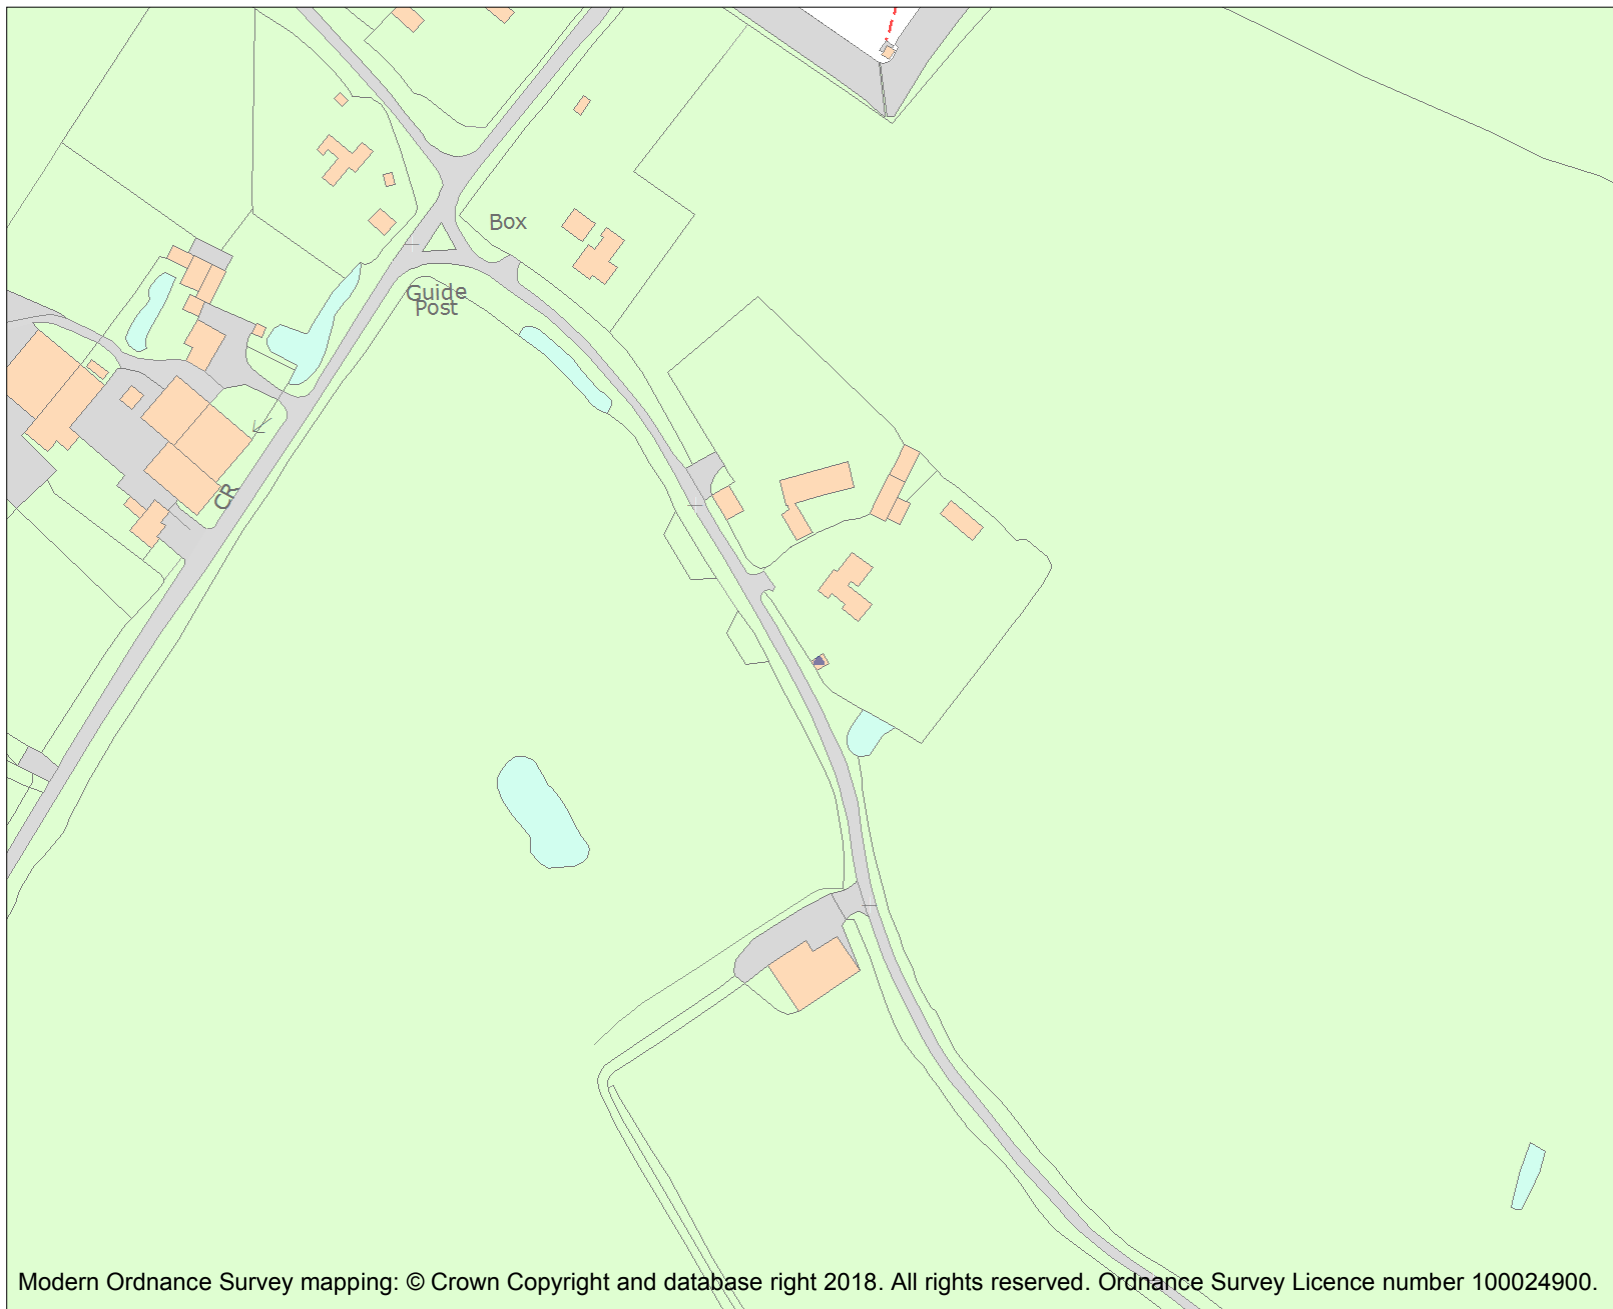 Box
Guide
Post
CR
Modern Ordnance Survey mapping: © Crown Copyright and database right 2018. All rights reserved. Ordnance Survey Licence number 100024900.